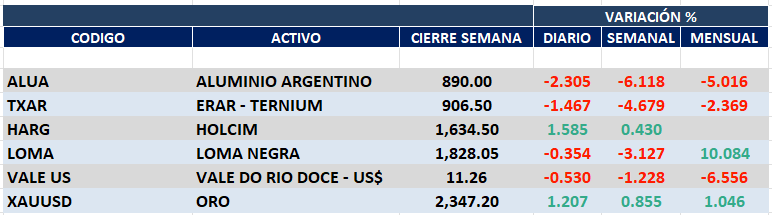 VARIACIÓN %
CODIGO ACTIVO CIERRE SEMANA DIARIO SEMANAL MENSUAL
ALUA ALUMINIO ARGENTINO 890.00 -2.305 -6.118 -5.016
TXAR ERAR - TERNIUM 906.50 -1.467 -4.679 -2.369
HARG HOLCIM 1,634.50 1.585 0.430
LOMA LOMA NEGRA 1,828.05 -0.354 -3.127 10.084
VALE US VALE DO RIO DOCE - US$ 11.26 -0.530 -1.228 -6.556
XAUUSD ORO 2,347.20 1.207 0.855 1.046